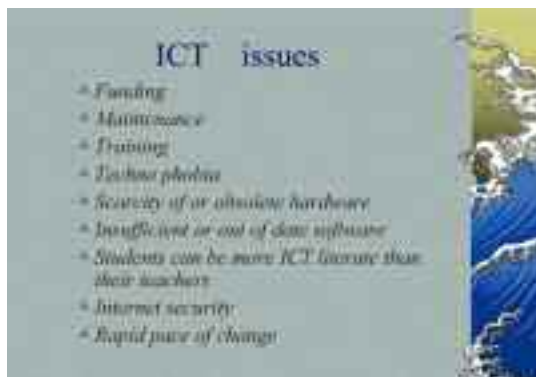 ICT issues
Funding
Maintenance
Training
Techno phobia
Scarcity of or obsolete hardware
Insufficient or out of date software
Students can be more ICT literate than
their teachers
Internet security
Rapid pace of change